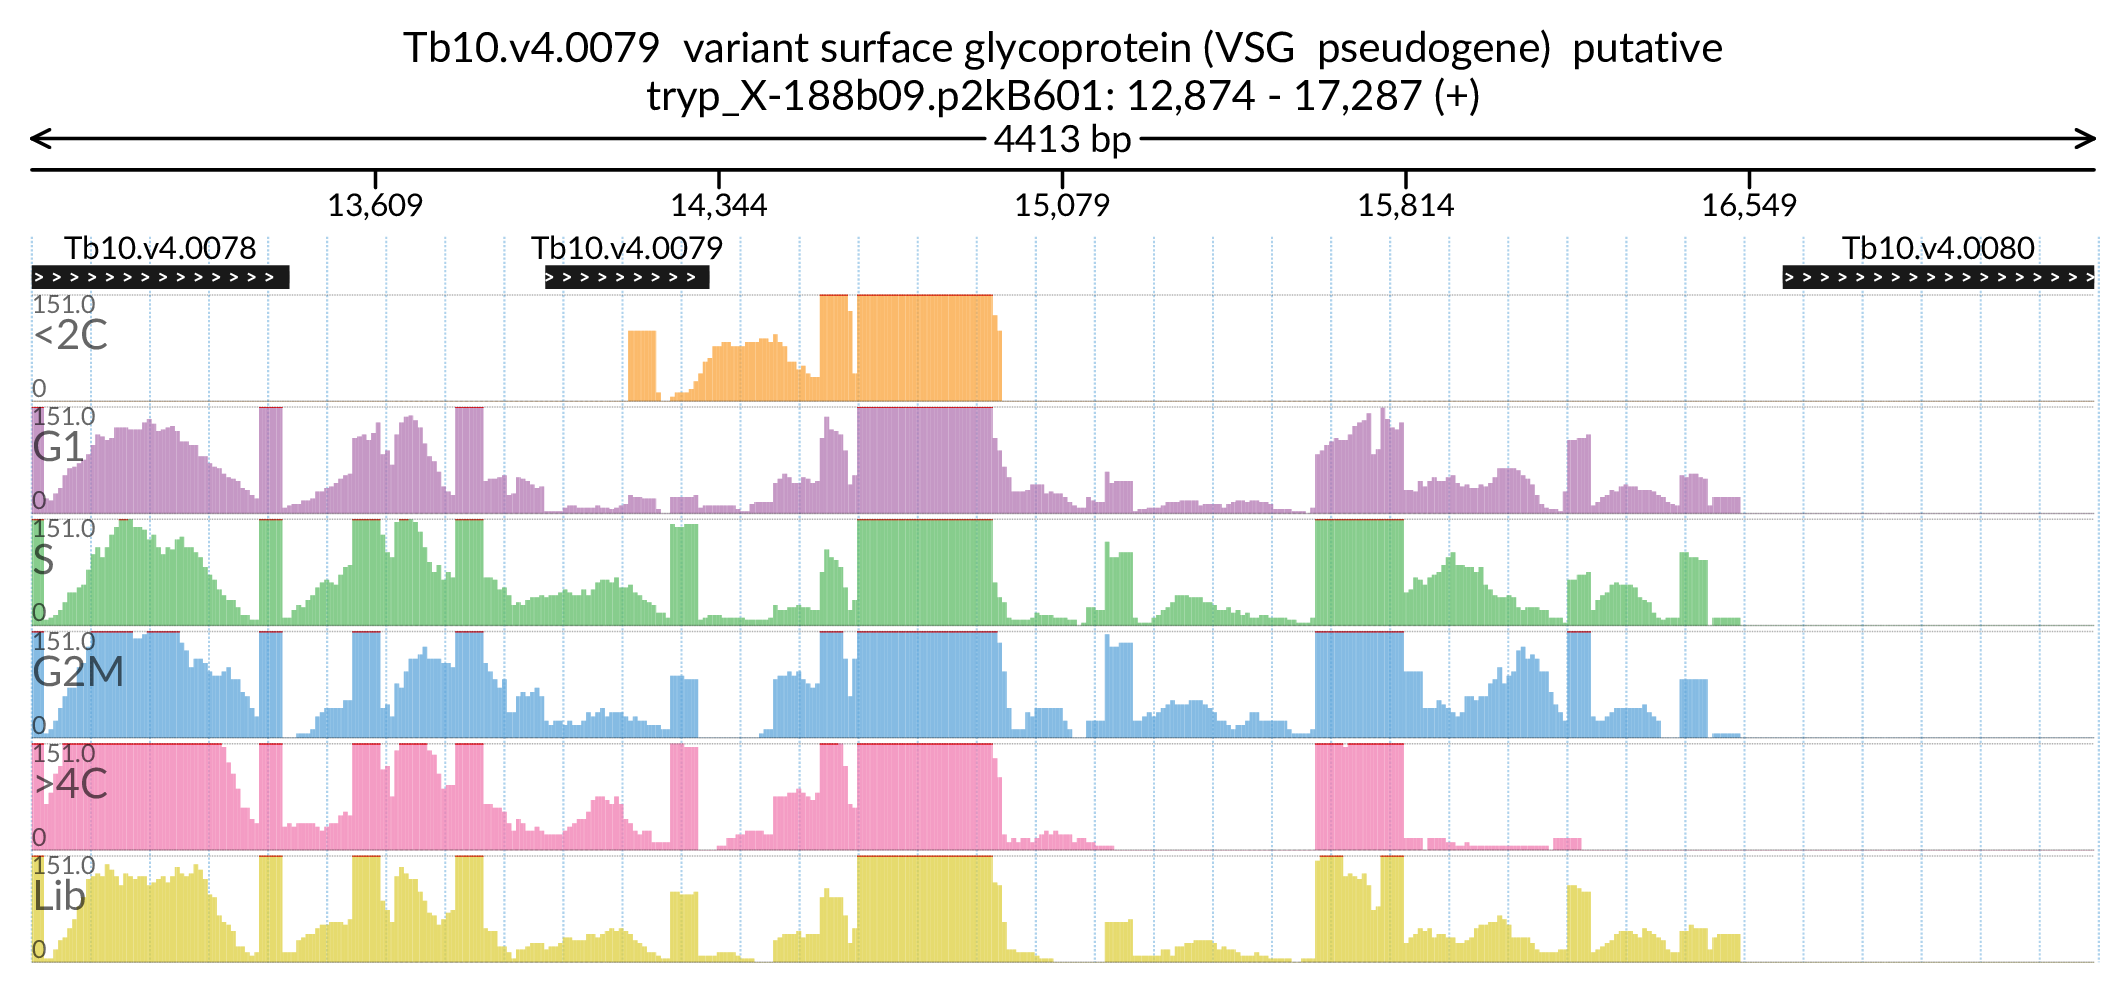 Tb10.v4.0079 variant surface glycoprotein (VSG pseudogene) putative
tryp_X-188b09.p2kB601: 12,874 - 17,287 (+)
4413 bp
13,609 14,344 15,079 15,814 16,549
Tb10.v4.0078 Tb10.v4.0079 Tb10.v4.0080
151.0
<2C
0
151.0
G1
0
151.0
S
0
151.0
G2M
0
151.0
>4C
0
151.0
Lib
0